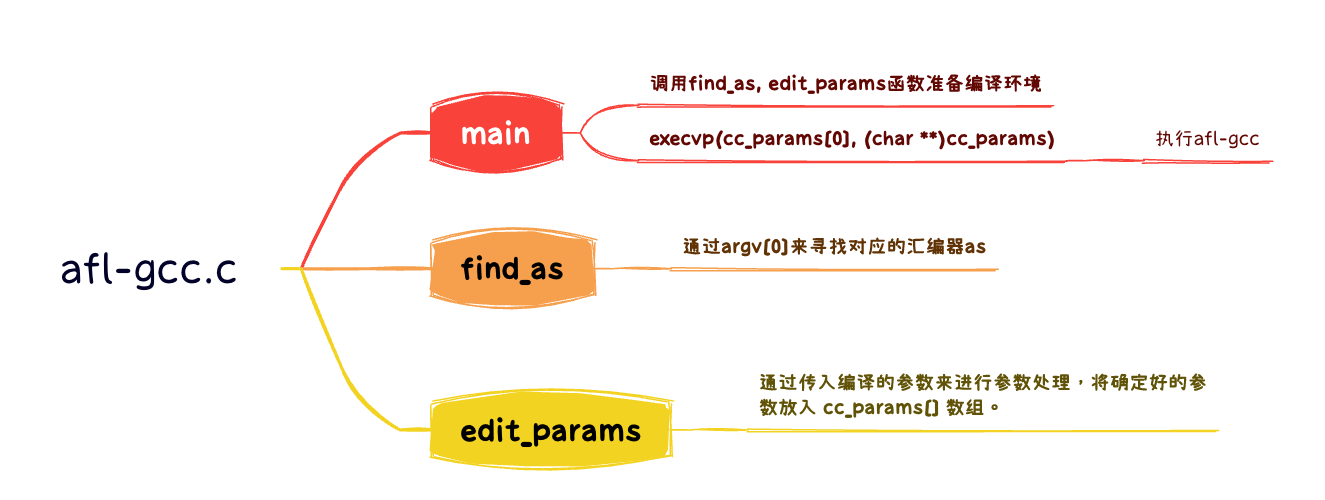 afl-gcc.c
main
调用find_as, edit_params函数准备编译环境
execvp(cc_params[0], (char **)cc_params)
执行afl-gcc
find_as
通过argv[0]来寻找对应的汇编器as
edit_params
通过传入编译的参数来进行参数处理，将确定好的参
数放入 cc_params[] 数组。